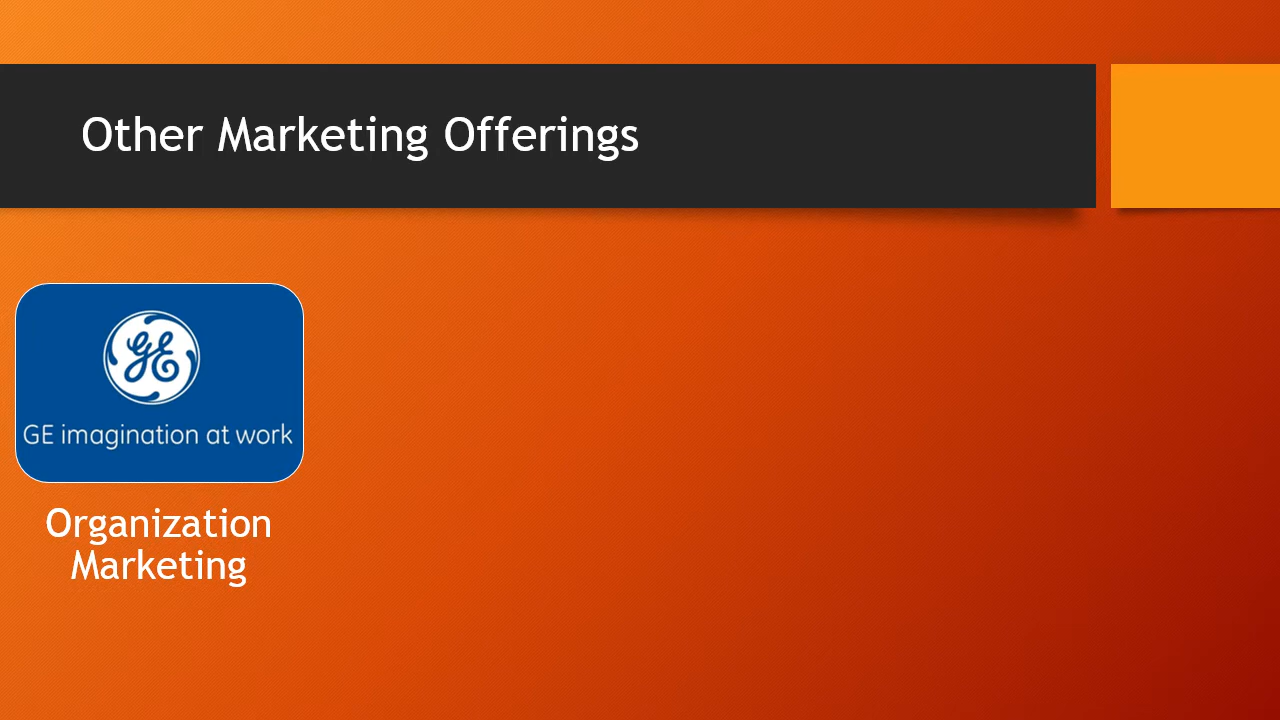 Other Marketing Offerings
GE
GE imagination at work
Organization
Marketing